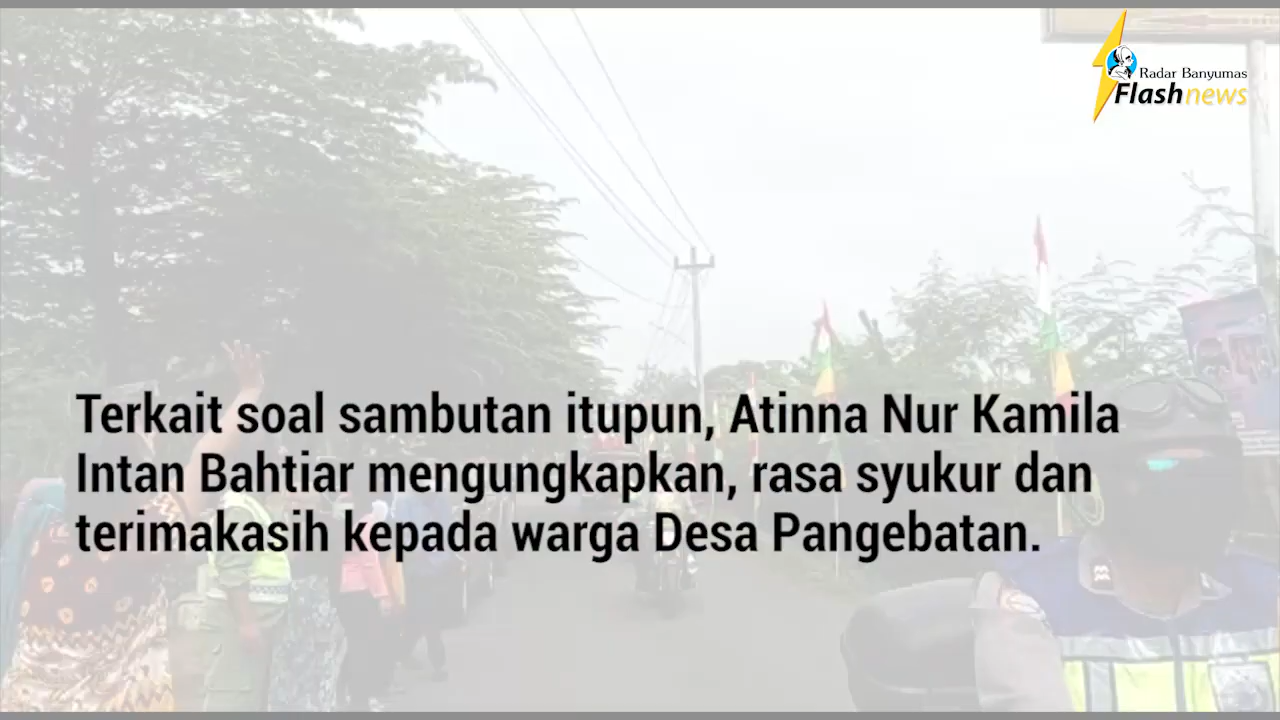 Radar Banyumas
Flashnews
Terkait soal sambutan itupun, Atinna Nur Kamila
Intan Bahtiar mengungkapkan, rasa syukur dan
terimakasih kepada warga Desa Pangebatan.